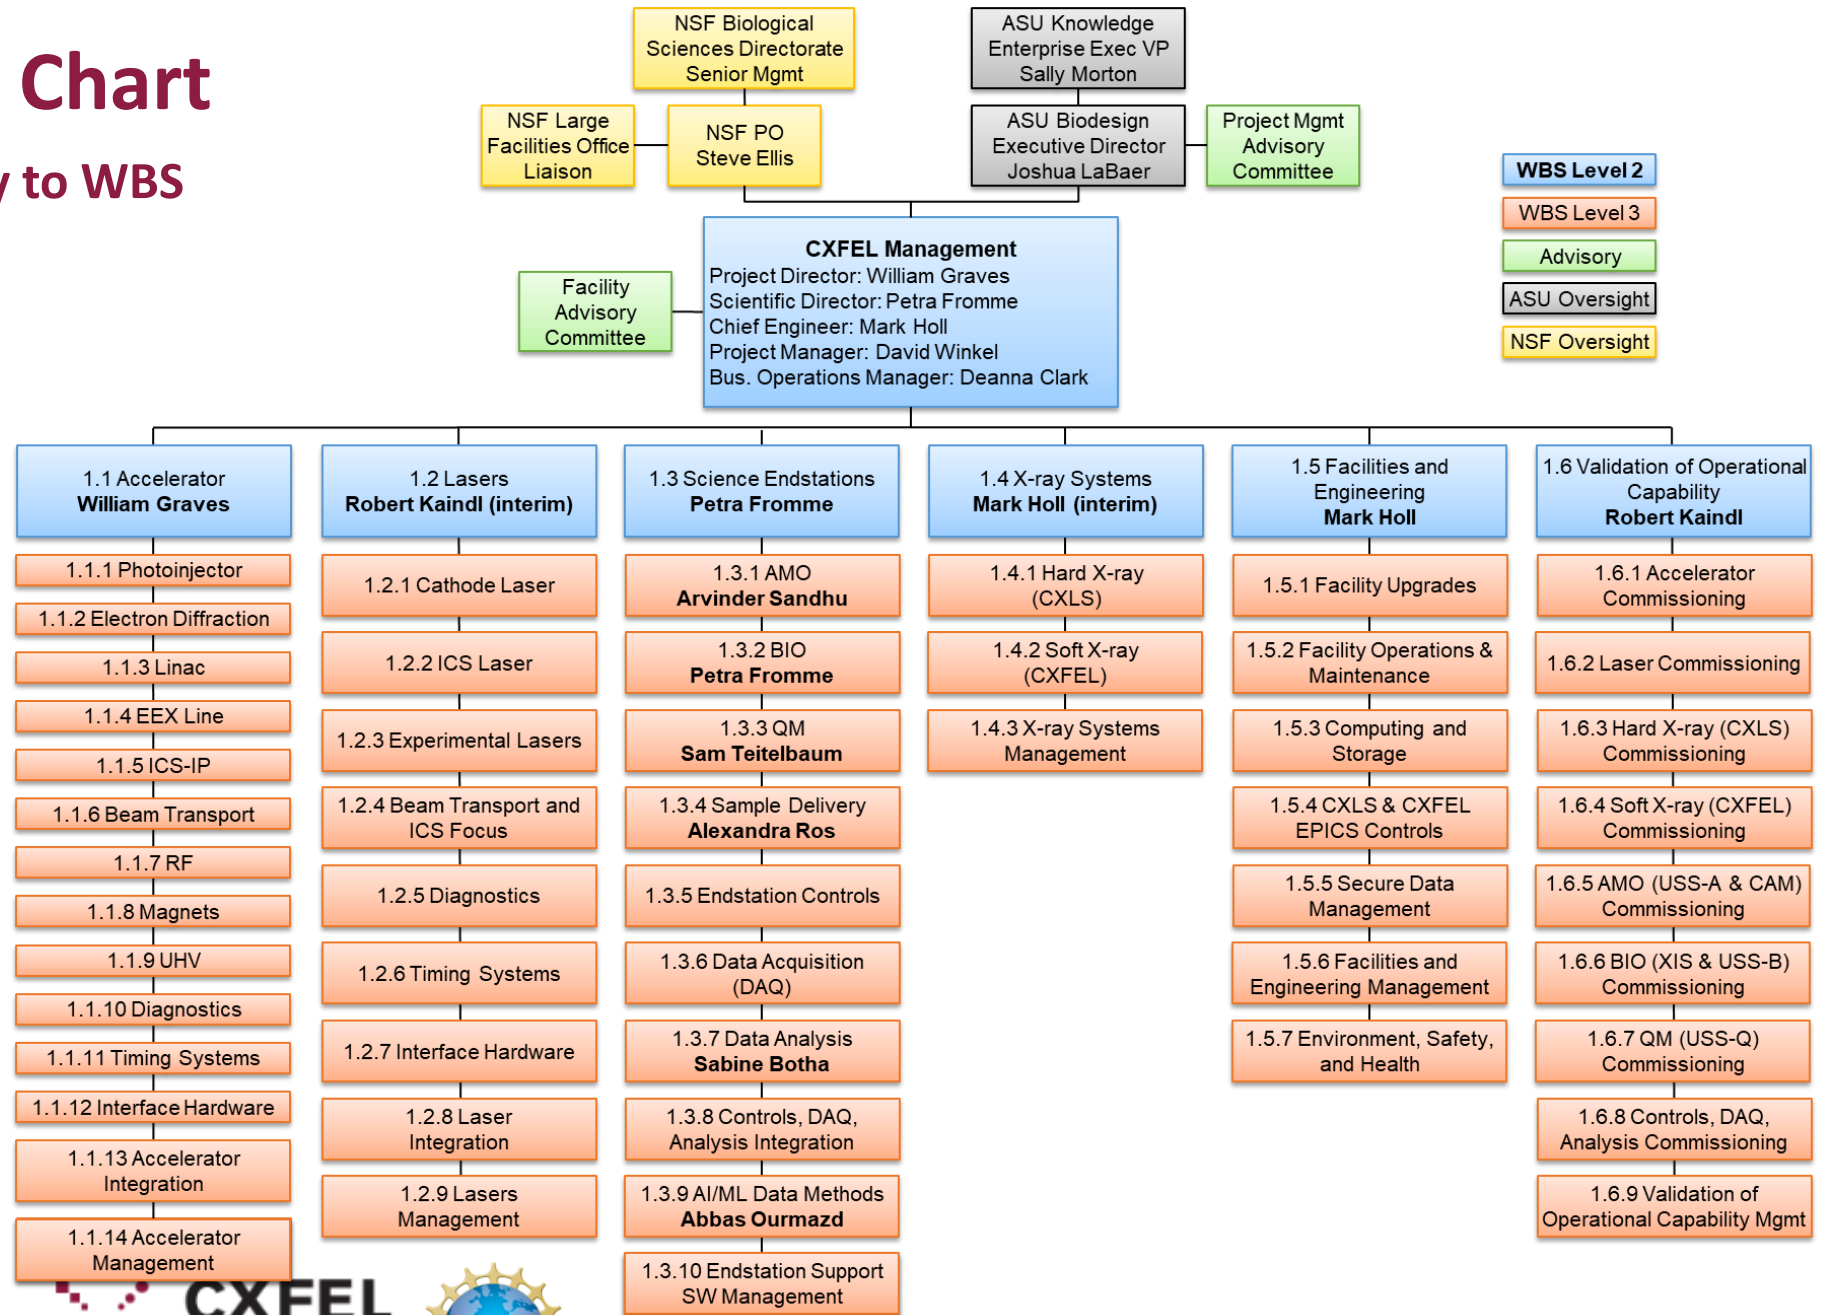 Chart
y to WBS
NSF Biological
Sciences Directorate
Senior Mgmt
ASU Knowledge
Enterprise Exec VP
Sally Morton
NSF Large
Facilities Office
Liaison
NSF PO
Steve Ellis
ASU Biodesign
Executive Director
Joshua LaBaer
Project Mgmt
Advisory
Committee
WBS Level 2
WBS Level 3
Advisory
ASU Oversight
NSF Oversight
Facility
Advisory
Committee
CXFEL Management
Project Director: William Graves
Scientific Director: Petra Fromme
Chief Engineer: Mark Holl
Project Manager: David Winkel
Bus. Operations Manager: Deanna Clark
1.1 Accelerator
William Graves
1.1.1 Photoinjector
1.1.2 Electron Diffraction
1.1.3 Linac
1.1.4 EEX Line
1.1.5 ICS-IP
1.1.6 Beam Transport
1.1.7 RF
1.1.8 Magnets
1.1.9 UHV
1.1.10 Diagnostics
1.1.11 Timing Systems
1.1.12 Interface Hardware
1.1.13 Accelerator
Integration
1.1.14 Accelerator
Management
1.2 Lasers
Robert Kaindl (interim)
1.2.1 Cathode Laser
1.2.2 ICS Laser
1.2.3 Experimental Lasers
1.2.4 Beam Transport and
ICS Focus
1.2.5 Diagnostics
1.2.6 Timing Systems
1.2.7 Interface Hardware
1.2.8 Laser
Integration
1.2.9 Lasers
Management
1.3 Science Endstations
Petra Fromme
1.3.1 AMO
Arvinder Sandhu
1.3.2 BIO
Petra Fromme
1.3.3 QM
Sam Teitelbaum
1.3.4 Sample Delivery
Alexandra Ros
1.3.5 Endstation Controls
1.3.6 Data Acquisition
(DAQ)
1.3.7 Data Analysis
Sabine Botha
1.3.8 Controls, DAQ,
Analysis Integration
1.3.9 AI/ML Data Methods
Abbas Ourmazd
1.3.10 Endstation Support
SW Management
1.4 X-ray Systems
Mark Holl (interim)
1.4.1 Hard X-ray
(CXLS)
1.4.2 Soft X-ray
(CXFEL)
1.4.3 X-ray Systems
Management
1.5 Facilities and
Engineering
Mark Holl
1.5.1 Facility Upgrades
1.5.2 Facility Operations &
Maintenance
1.5.3 Computing and
Storage
1.5.4 CXLS & CXFEL
EPICS Controls
1.5.5 Secure Data
Management
1.5.6 Facilities and
Engineering Management
1.5.7 Environment, Safety,
and Health
1.6 Validation of Operational
Capability
Robert Kaindl
1.6.1 Accelerator
Commissioning
1.6.2 Laser Commissioning
1.6.3 Hard X-ray (CXLS)
Commissioning
1.6.4 Soft X-ray (CXFEL)
Commissioning
1.6.5 AMO (USS-A & CAM)
Commissioning
1.6.6 BIO (XIS & USS-B)
Commissioning
1.6.7 QM (USS-Q)
Commissioning
1.6.8 Controls, DAQ,
Analysis Commissioning
1.6.9 Validation of
Operational Capability Mgmt
CXFEL